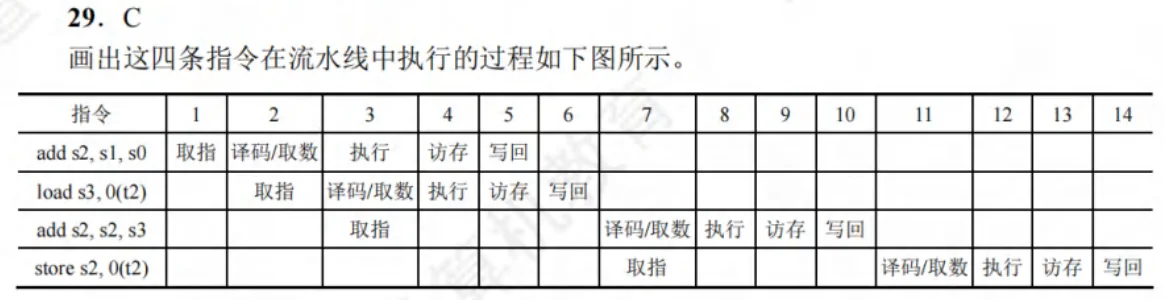 29. C
画出这四条指令在流水线中执行的过程如下图所示。
指令 1 2 3 4 5 6 7 8 9 10 11 12 13 14
add s2, s1, s0 取指 译码/取数 执行 访存 写回
load s3, 0(t2) 取指 译码/取数 执行 访存 写回
add s2, s2, s3 取指 译码/取数 执行 访存 写回
store s2, 0(t2) 取指 译码/取数 执行 访存 写回
算机教育